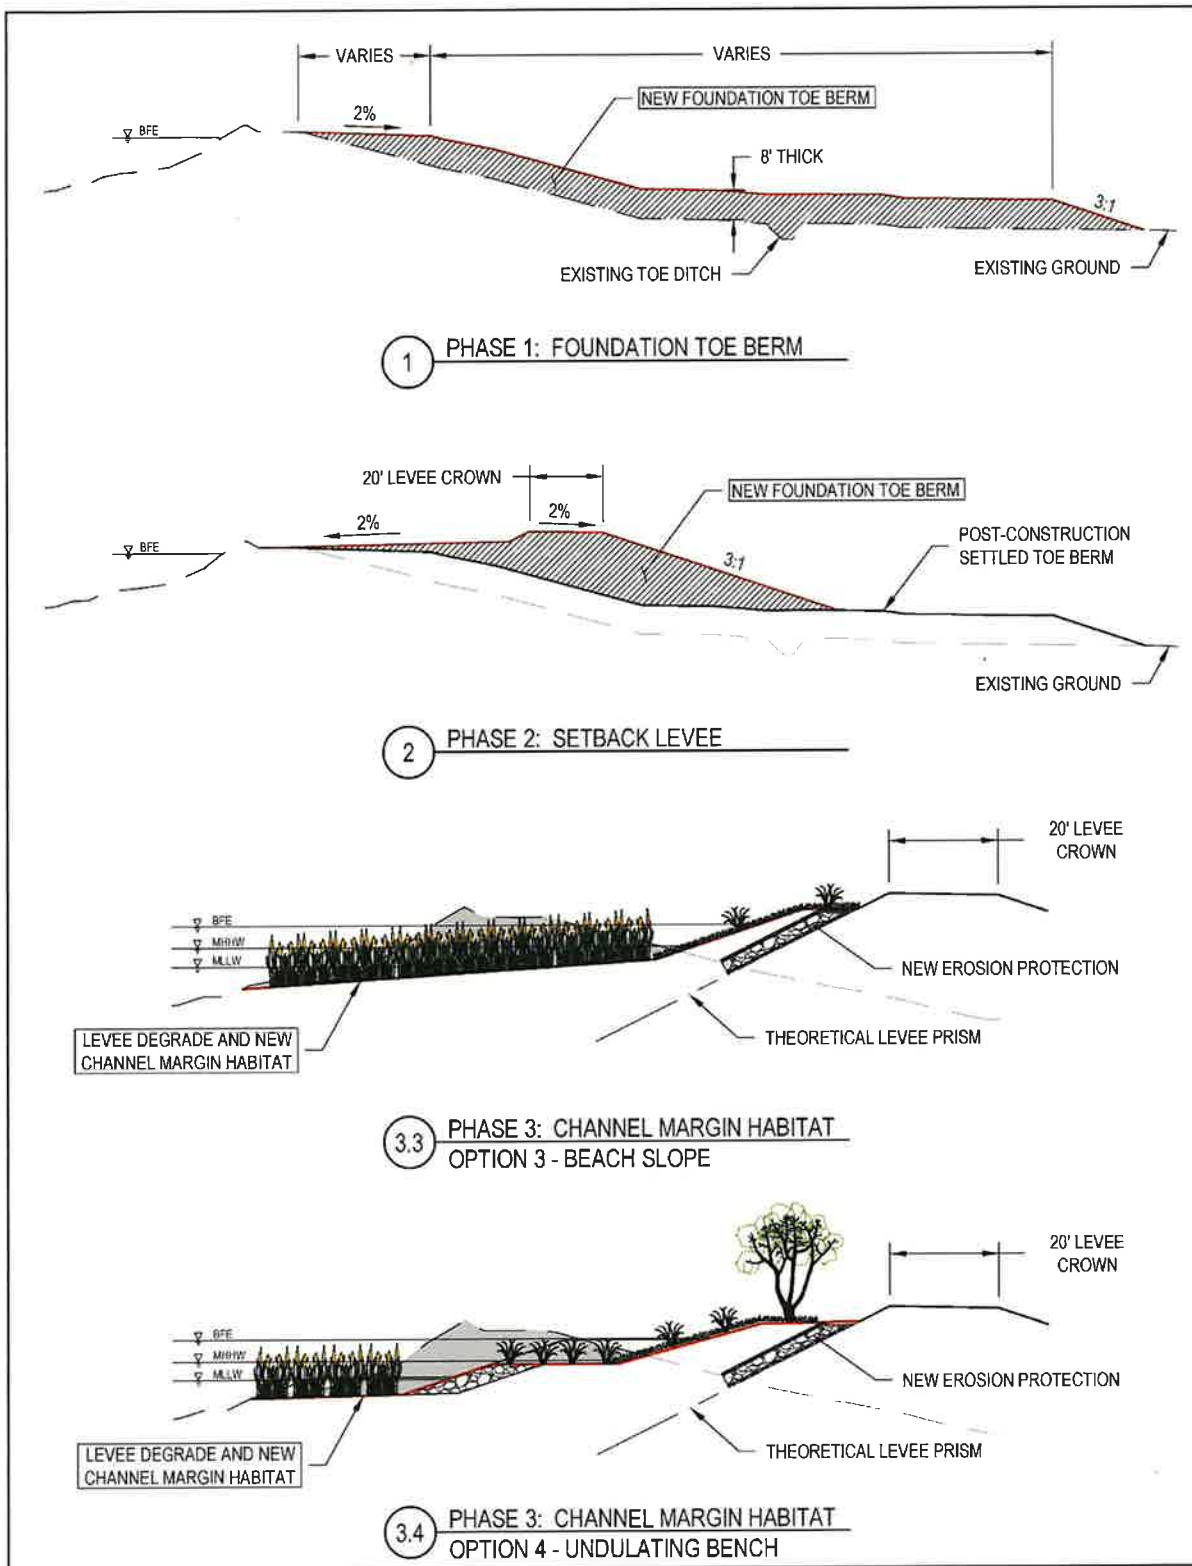 VARIES
VARIES
NEW FOUNDATION TOE BERM
2%
BFE
8' THICK
3:1
EXISTING TOE DITCH
EXISTING GROUND
1
PHASE 1: FOUNDATION TOE BERM
20' LEVEE CROWN
NEW FOUNDATION TOE BERM
2%
2%
BFE
3:1
POST-CONSTRUCTION
SETTLED TOE BERM
EXISTING GROUND
2
PHASE 2: SETBACK LEVEE
20' LEVEE
CROWN
BFE
MHHW
MLLW
NEW EROSION PROTECTION
THEORETICAL LEVEE PRISM
LEVEE DEGRADE AND NEW
CHANNEL MARGIN HABITAT
3.3
PHASE 3: CHANNEL MARGIN HABITAT
OPTION 3 - BEACH SLOPE
20' LEVEE
CROWN
BFE
MHHW
MLLW
NEW EROSION PROTECTION
THEORETICAL LEVEE PRISM
LEVEE DEGRADE AND NEW
CHANNEL MARGIN HABITAT
3.4
PHASE 3: CHANNEL MARGIN HABITAT
OPTION 4 - UNDULATING BENCH